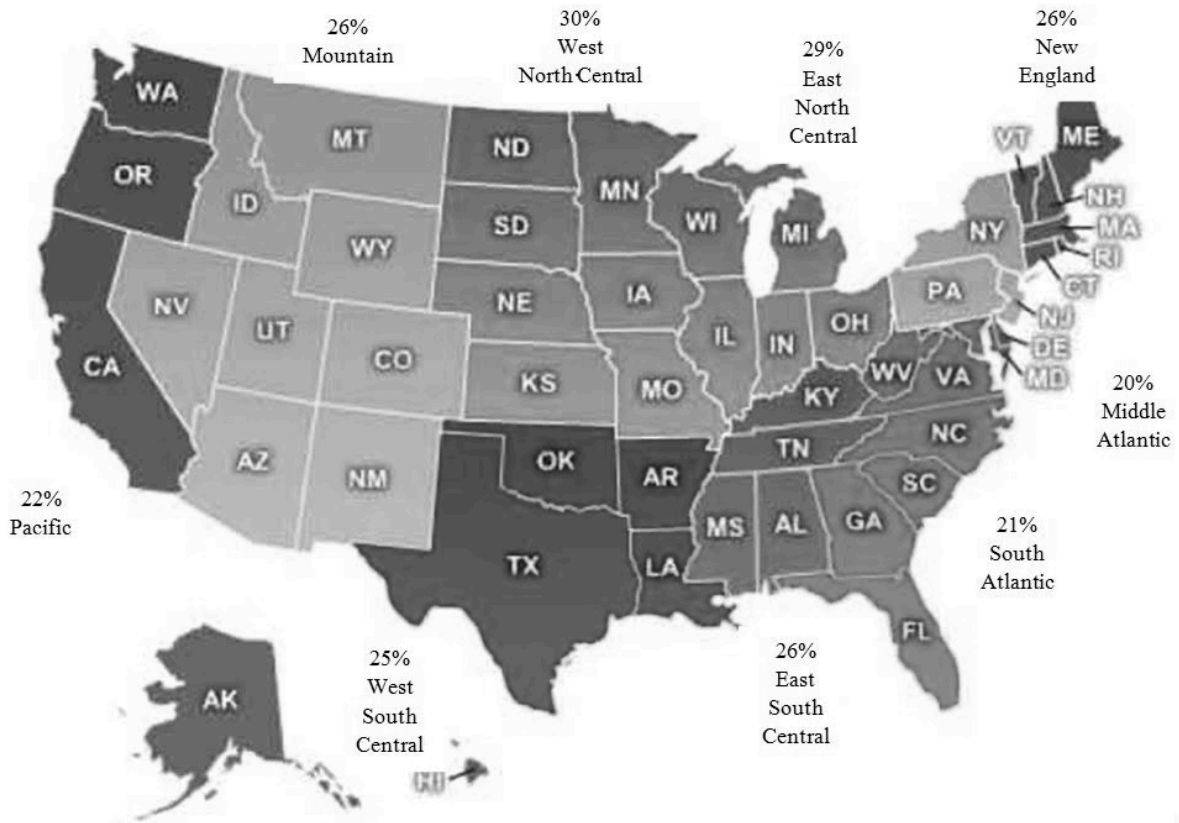 26%
Mountain
30%
West
North Central
29%
East
North
Central
26%
New
England
WA
OR
CA
MT
ID
WY
NV
UT
CO
AZ
NM
ND
SD
NE
KS
MN
IA
MO
WI
MI
IL
IN
OH
OK
AR
TX
LA
KY
TN
MS
AL
GA
FL
SC
NC
VA
WV
PA
NY
VT
ME
NH
MA
RI
CT
NJ
DE
MD
20%
Middle
Atlantic
22%
Pacific
21%
South
Atlantic
25%
West
South
Central
26%
East
South
Central
AK
HI